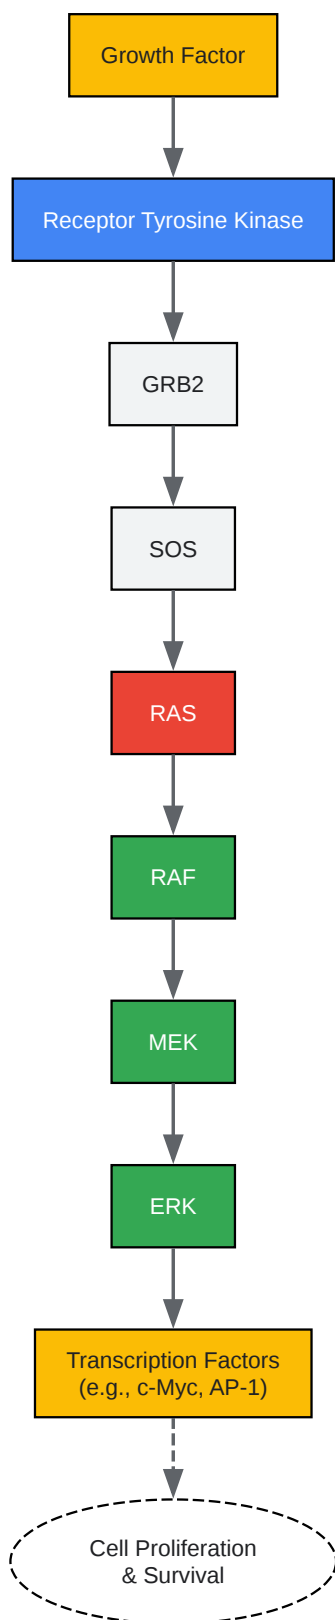 Growth Factor
Receptor Tyrosine Kinase
GRB2
SOS
RAS
RAF
MEK
ERK
Transcription Factors
(e.g., c-Myc, AP-1)
Cell Proliferation
& Survival